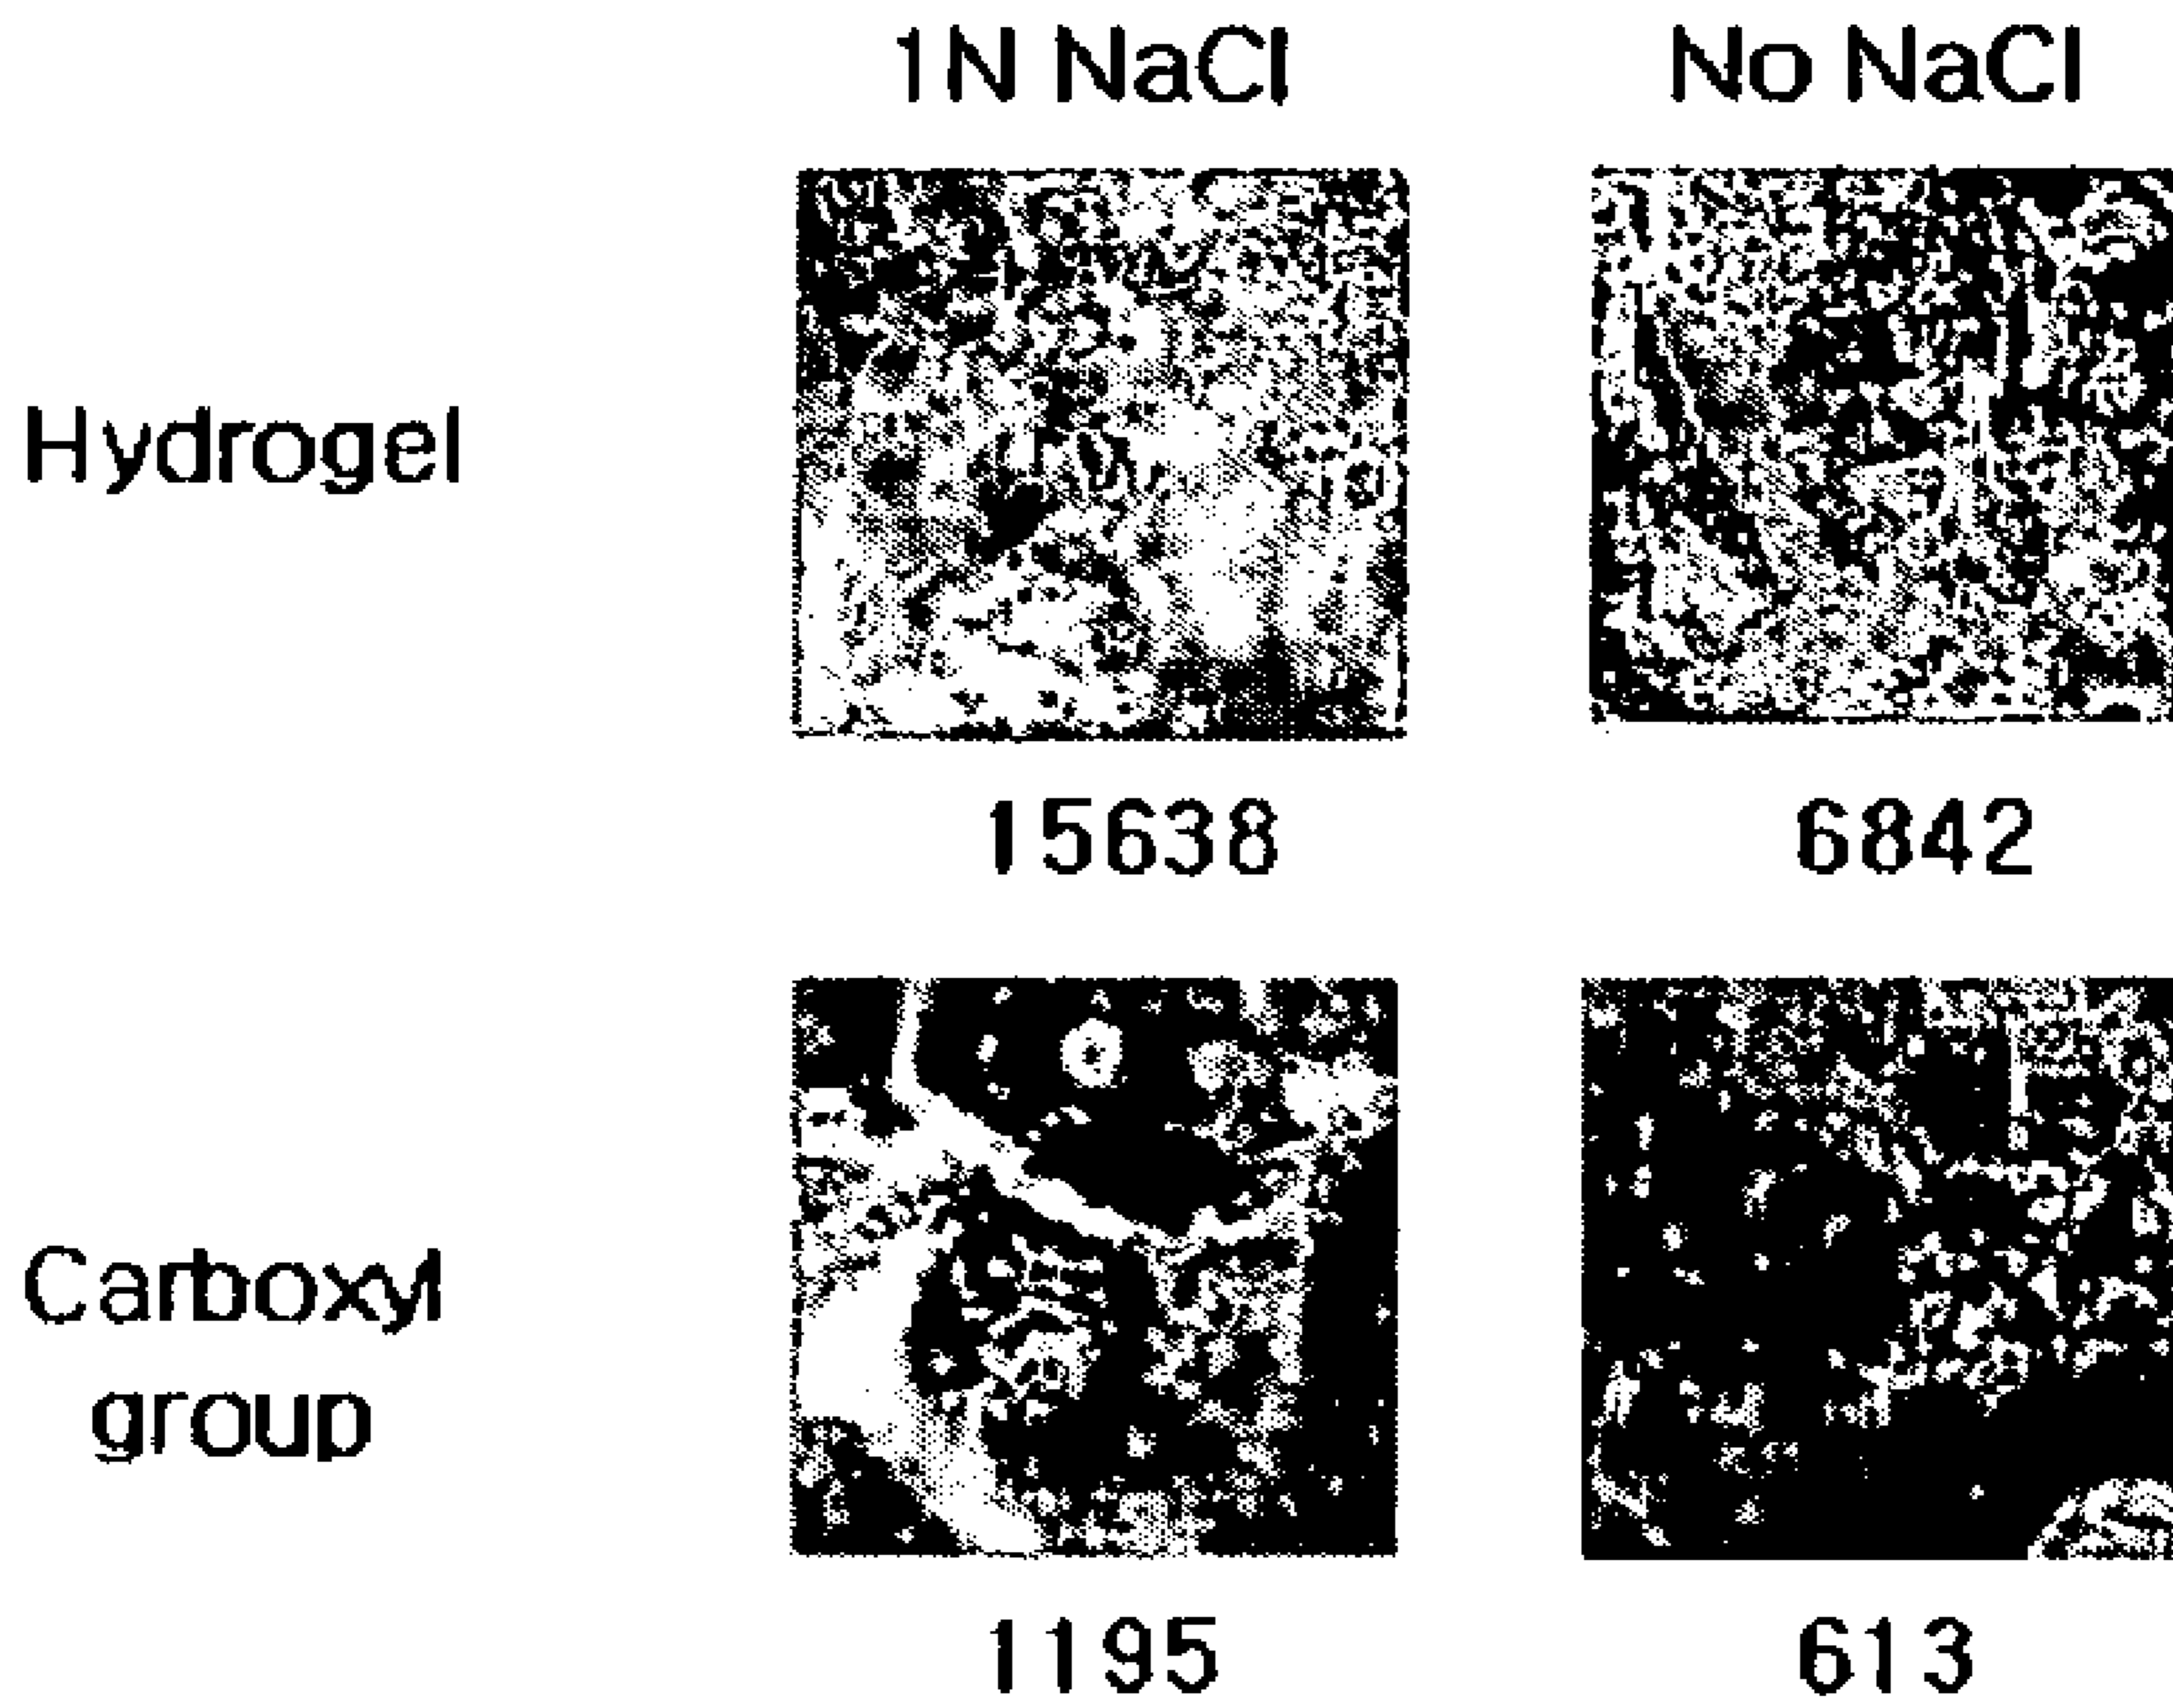 1N NaCl
No NaCl
Hydrogel
15638
6842
Carboxyl
group
1195
613